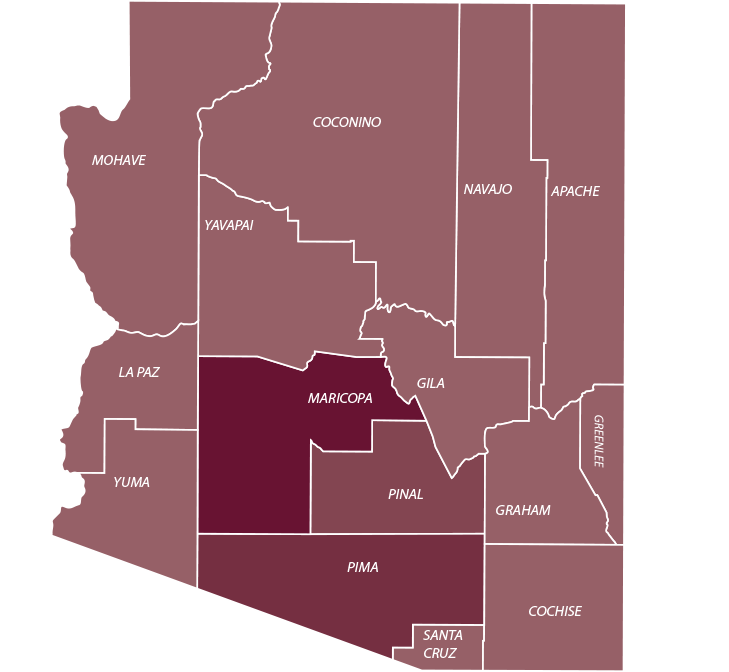 COCONINO
MOHAVE
NAVAJO
APACHE
YAVAPAI
LA PAZ
GILA
MARICOPA
GREENLEE
YUMA
PINAL
GRAHAM
PIMA
COCHISE
SANTA
CRUZ